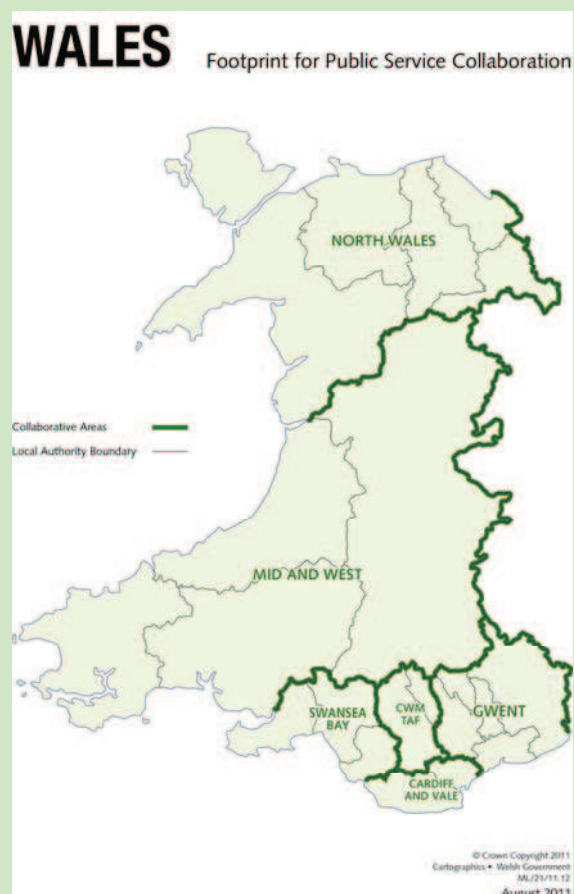 WALES Footprint for Public Service Collaboration
NORTH WALES
Collaborative Areas
Local Authority Boundary
MID AND WEST
SWANSEA
BAY
CWM
TAF
GWENT
CARDIFF
AND VALE
© Crown Copyright 2011
Cartographics • Welsh Government
ML/21/11.12
August 2011